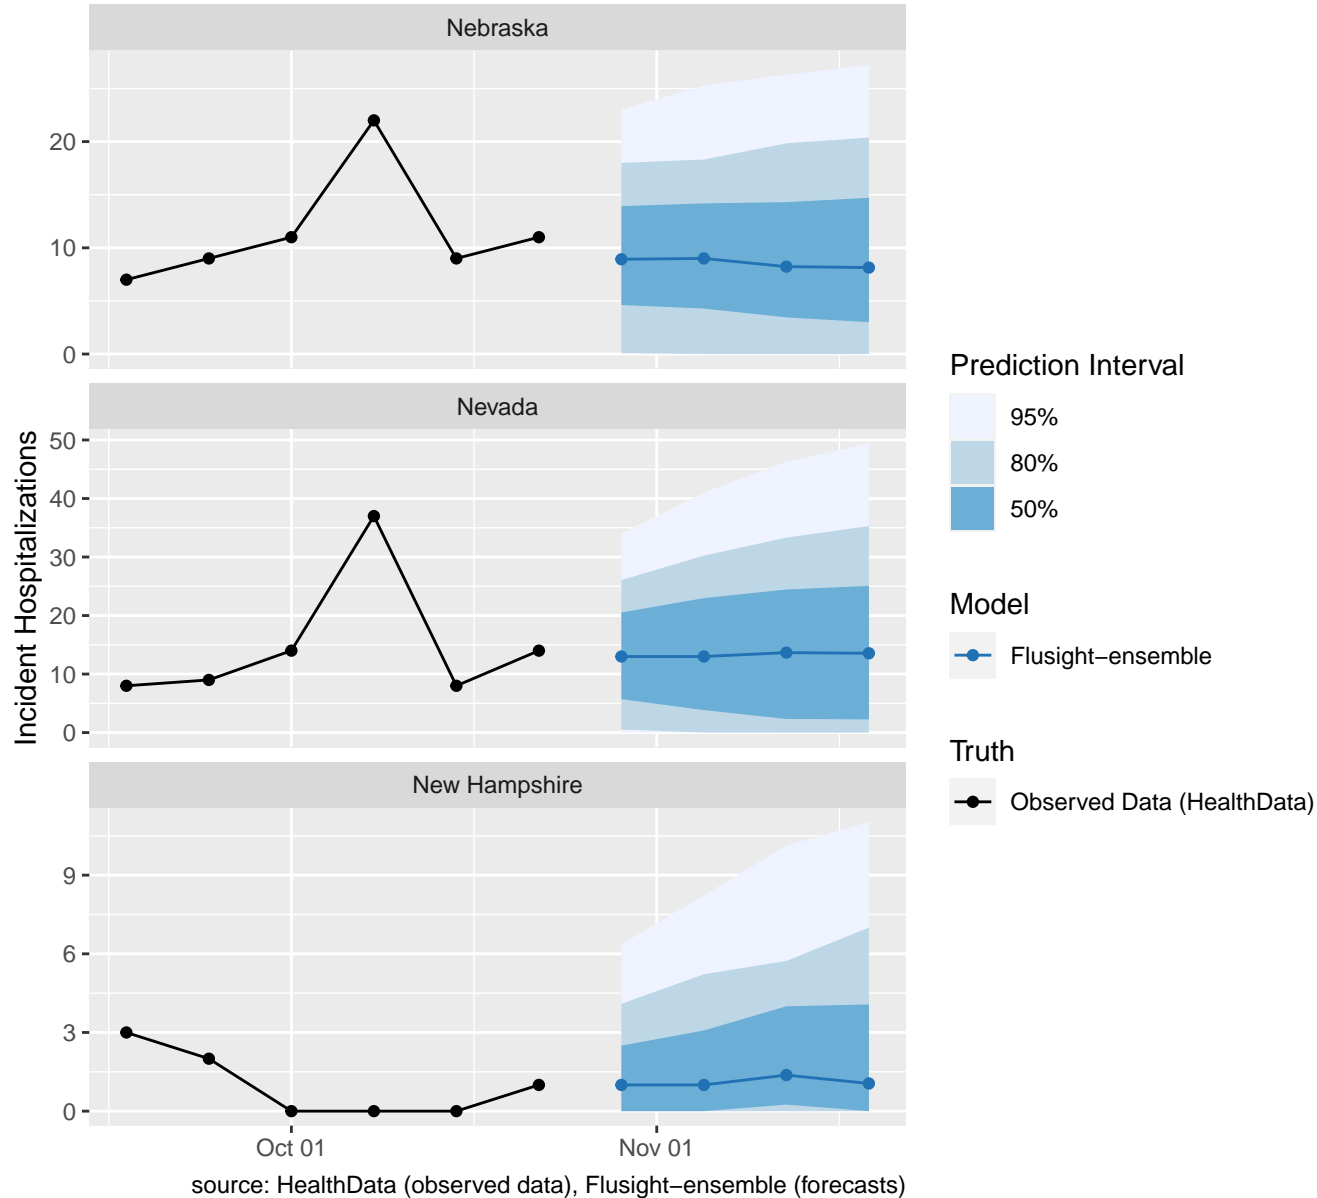 Nebraska
20
10
0
Nevada
50
40
30
20
10
0
New Hampshire
9
6
3
0
Oct 01
Nov 01
Incident Hospitalizations
source: HealthData (observed data), Flusight−ensemble (forecasts)
Prediction Interval
95%
80%
50%
Model
Flusight−ensemble
Truth
Observed Data (HealthData)